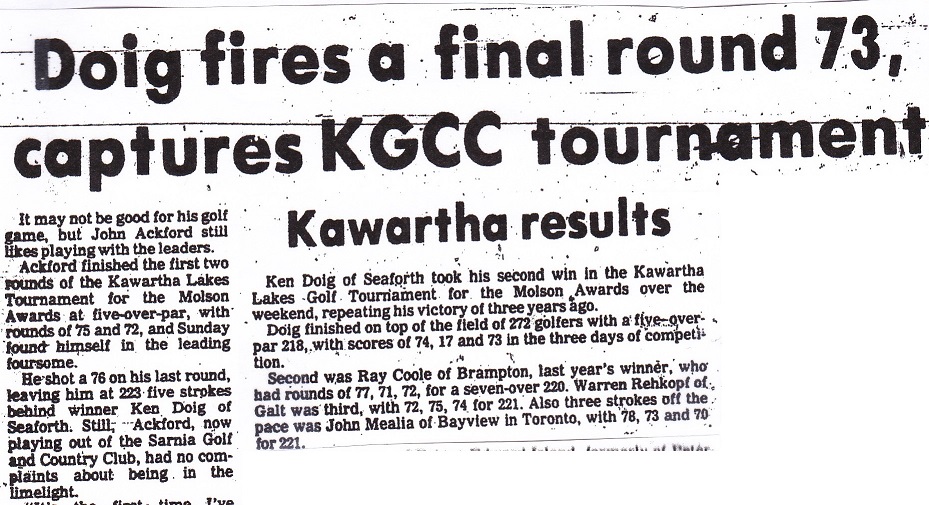 Doig fires a final round 73,
captures KGCC tournament
It may not be good for his golf
game, but John Ackford still
likes playing with the leaders.
Ackford finished the first two
rounds of the Kawartha Lakes
Tournament for the Molson
Awards at five-over-par, with
rounds of 75 and 72, and Sunday
found himself in the leading
foursome.
He shot a 76 on his last round,
leaving him at 223 five strokes
behind winner Ken Doig of
Seaforth. Still, Ackford, now
playing out of the Sarnia Golf
and Country Club, had no com-
plaints about being in the
limelight.
"It's the first time I've
Kawartha results
Ken Doig of Seaforth took his second win in the Kawartha
Lakes Golf Tournament for the Molson Awards over the
weekend, repeating his victory of three years ago.
Doig finished on top of the field of 272 golfers with a five-over-
par 218, with scores of 74, 17 and 73 in the three days of competi-
tion.
Second was Ray Coole of Brampton, last year's winner, who
had rounds of 77, 71, 72, for a seven-over 220. Warren Rehkopf of
Galt was third, with 72, 75, 74 for 221. Also three strokes off the
pace was John Mealia of Bayview in Toronto, with 78, 73 and 70
for 221.